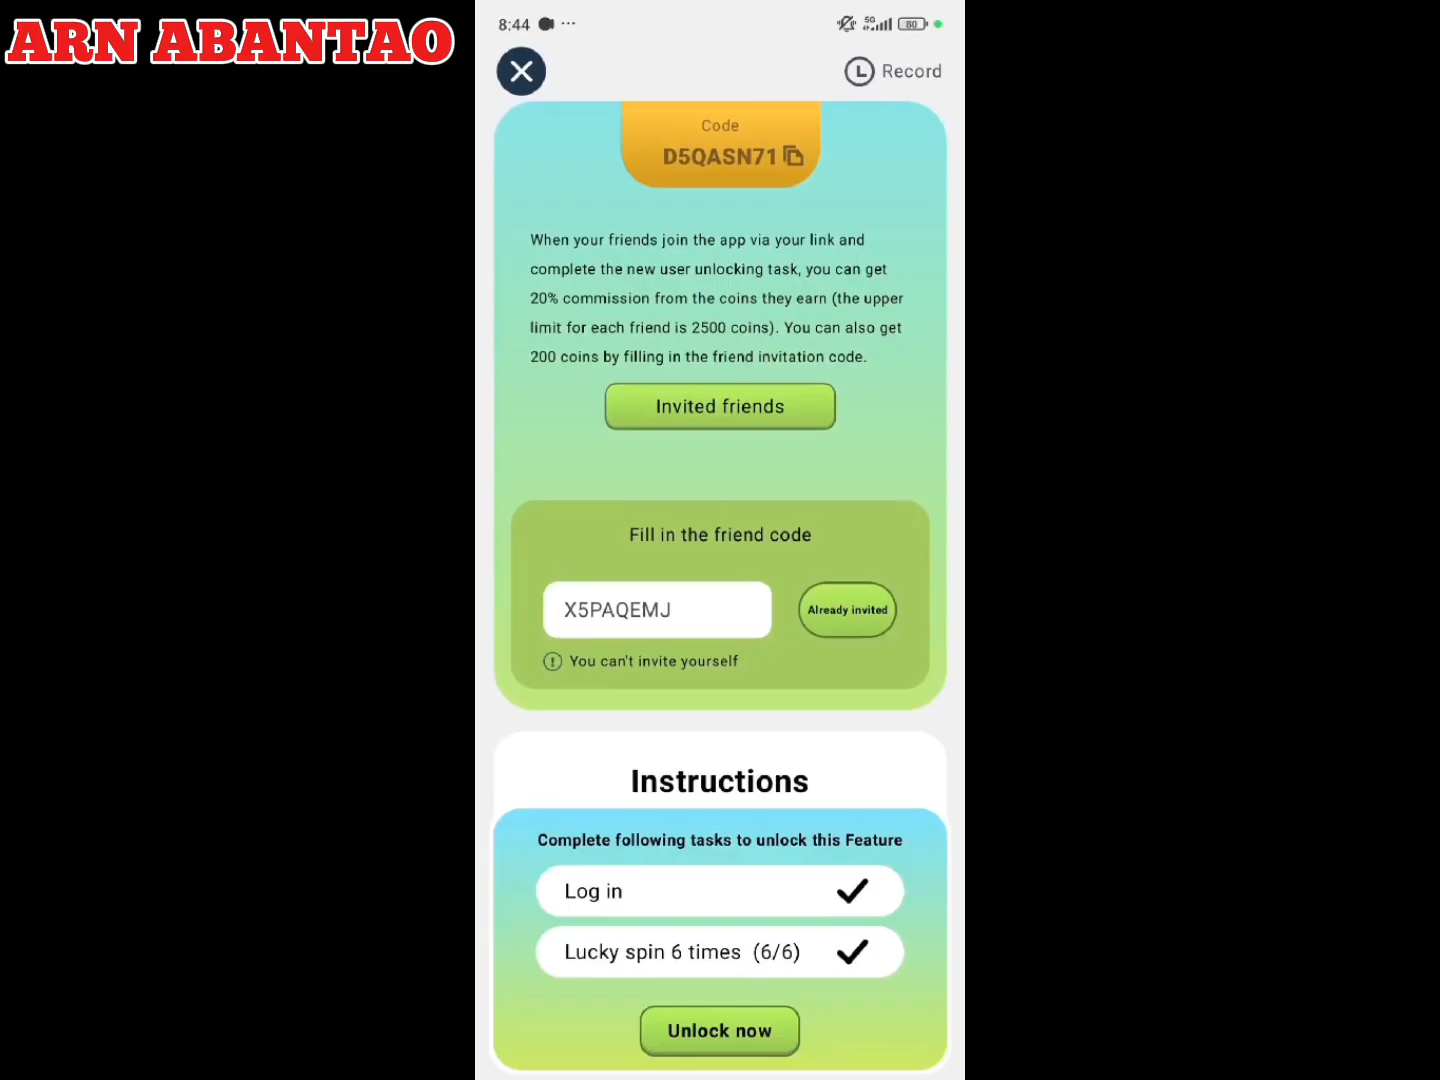 ARN ABANTAO
8:44 ...
5G 80
Record
Code
D5QASN71
When your friends join the app via your link and
complete the new user unlocking task, you can get
20% commission from the coins they earn (the upper
limit for each friend is 2500 coins). You can also get
200 coins by filling in the friend invitation code.
Invited friends
Fill in the friend code
X5PAQEMJ
Already invited
You can't invite yourself
Instructions
Complete following tasks to unlock this Feature
Log in
Lucky spin 6 times (6/6)
Unlock now